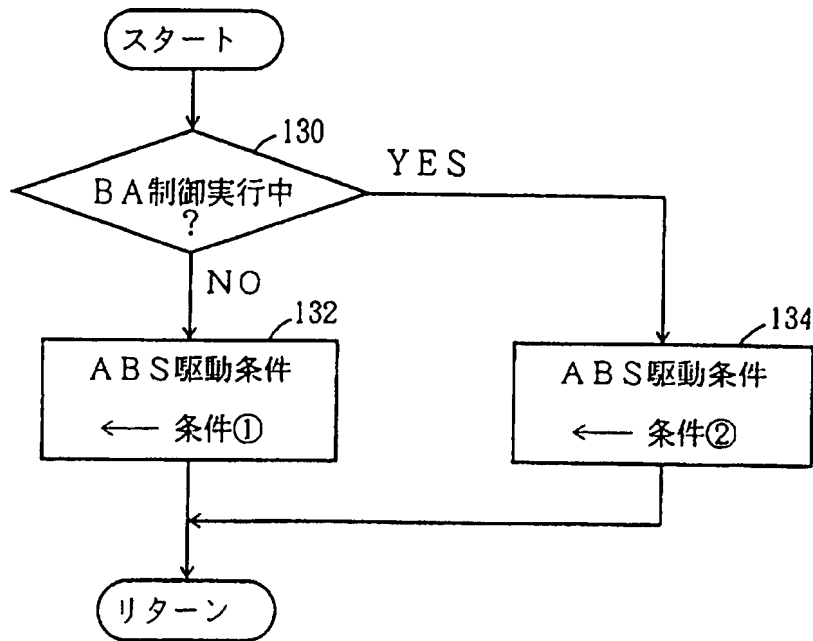 スタート
130
BA制御実行中
?
YES
NO
132
ABS駆動条件
← 条件①
134
ABS駆動条件
← 条件②
リターン